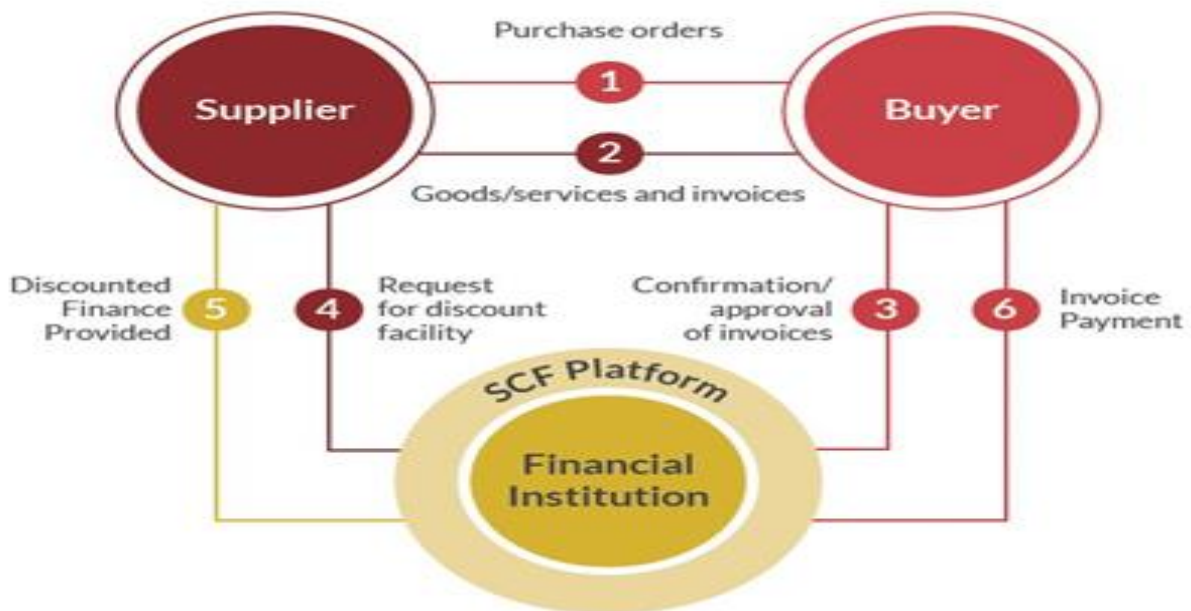 Purchase orders
1
Supplier
Buyer
2
Goods/services and invoices
Discounted
Finance
Provided
5
4
Request
for discount
facility
Confirmation/
approval
of invoices
3
6
Invoice
Payment
SCF Platform
Financial
Institution